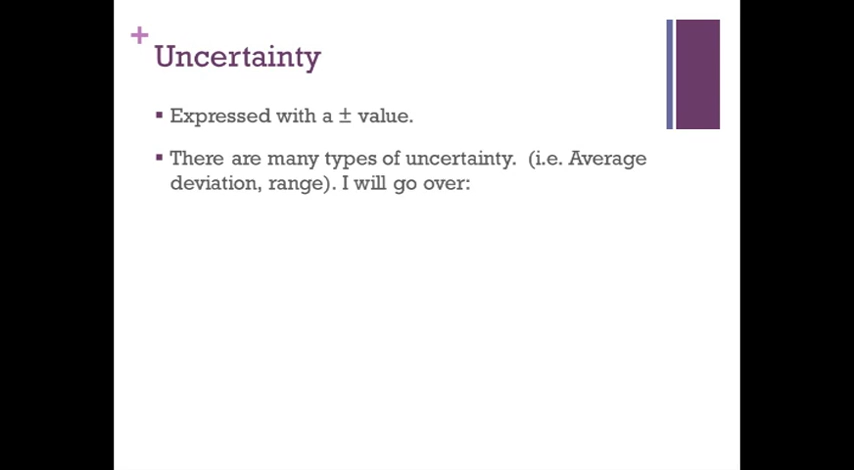 +
Uncertainty
▪ Expressed with a ± value.
▪ There are many types of uncertainty.  (i.e. Average
deviation, range). I will go over: